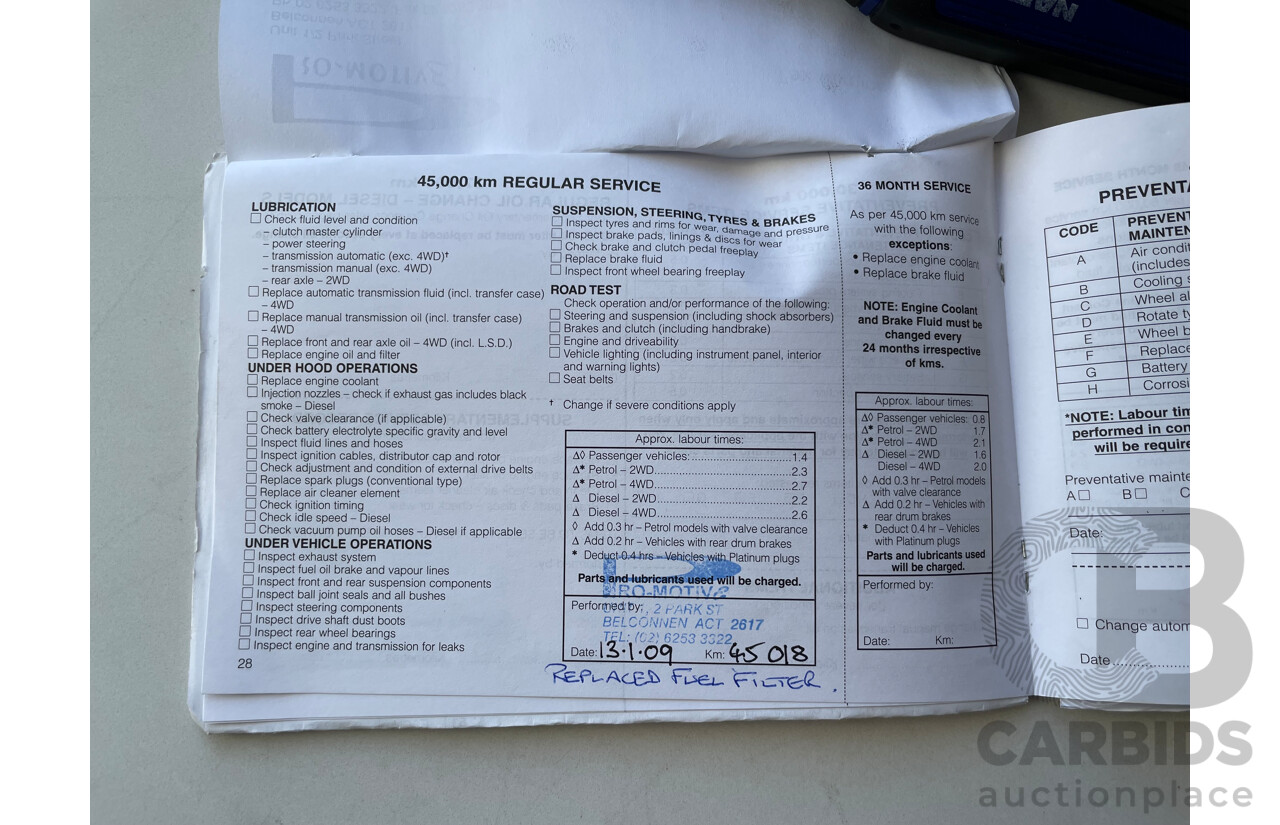 45,000 km REGULAR SERVICE
LUBRICATION
Check fluid level and condition
– clutch master cylinder
– power steering
– transmission automatic (exc. 4WD)†
– transmission manual (exc. 4WD)
– rear axle – 2WD
Replace automatic transmission fluid (incl. transfer case)
– 4WD
Replace manual transmission oil (incl. transfer case)
– 4WD
Replace front and rear axle oil – 4WD (incl. L.S.D.)
Replace engine oil and filter
UNDER HOOD OPERATIONS
Replace engine coolant
Injection nozzles – check if exhaust gas includes black
smoke – Diesel
Check valve clearance (if applicable)
Check battery electrolyte specific gravity and level
Inspect fluid lines and hoses
Inspect ignition cables, distributor cap and rotor
Check adjustment and condition of external drive belts
Replace spark plugs (conventional type)
Replace air cleaner element
Check ignition timing
Check idle speed – Diesel
Check vacuum pump oil hoses – Diesel if applicable
UNDER VEHICLE OPERATIONS
Inspect exhaust system
Inspect fuel oil brake and vapour lines
Inspect front and rear suspension components
Inspect ball joint seals and all bushes
Inspect steering components
Inspect drive shaft dust boots
Inspect rear wheel bearings
Inspect engine and transmission for leaks
28
SUSPENSION, STEERING, TYRES & BRAKES
Inspect tyres and rims for wear, damage and pressure
Inspect brake pads, linings & discs for wear
Check brake and clutch pedal freeplay
Replace brake fluid
Inspect front wheel bearing freeplay
ROAD TEST
Check operation and/or performance of the following:
Steering and suspension (including shock absorbers)
Brakes and clutch (including handbrake)
Engine and driveability
Vehicle lighting (including instrument panel, interior
and warning lights)
Seat belts
† Change if severe conditions apply
Approx. labour times:
Δ◊ Passenger vehicles:...........................1.4
Δ* Petrol – 2WD.......................................2.3
Δ* Petrol – 4WD.......................................2.7
Δ Diesel – 2WD.......................................2.2
Δ Diesel – 4WD.......................................2.6
◊ Add 0.3 hr – Petrol models with valve clearance
Δ Add 0.2 hr – Vehicles with rear drum brakes
* Deduct 0.4 hrs – Vehicles with Platinum plugs
Parts and lubricants used will be charged.
RO-MOTIVE
Performed by:
2 PARK ST
BELCONNEN ACT 2617
TEL: (02) 6253 3322
Date: 13.1.09 Km: 45 018
REPLACED FUEL FILTER.
36 MONTH SERVICE
As per 45,000 km service
with the following
exceptions:
• Replace engine coolant
• Replace brake fluid
NOTE: Engine Coolant
and Brake Fluid must be
changed every
24 months irrespective
of kms.
Approx. labour times:
Δ◊ Passenger vehicles: 0.8
Δ* Petrol – 2WD 1.7
Δ* Petrol – 4WD 2.1
Δ Diesel – 2WD 1.6
Diesel – 4WD 2.0
◊ Add 0.3 hr – Petrol models
with valve clearance
Δ Add 0.2 hr – Vehicles with
rear drum brakes
* Deduct 0.4 hr – Vehicles
with Platinum plugs
Parts and lubricants used
will be charged.
Performed by:
Date: Km:
PREVENTA
CODE PREVENT
MAINTEN
A Air condit
(includes
B Cooling s
C Wheel al
D Rotate ty
E Wheel b
F Replace
G Battery
H Corrosi
*NOTE: Labour tim
performed in con
will be require
Preventative mainte
A B C
Date:
Change autom
Date
CB
CARBIDS
auctionplace